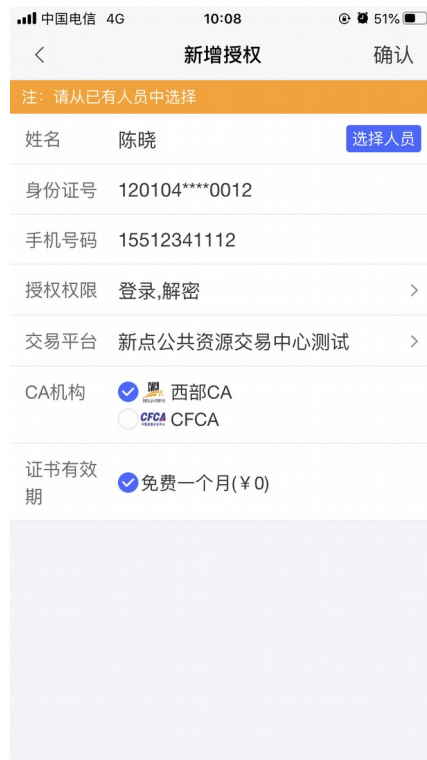 中国电信 4G 10:08 51%
新增授权 确认
注：请从已有人员中选择
姓名 陈晓 选择人员
身份证号 120104****0012
手机号码 15512341112
授权权限 登录,解密
交易平台 新点公共资源交易中心测试
CA机构 西部CA
CFCA CFCA
证书有效
期 免费一个月(￥0)